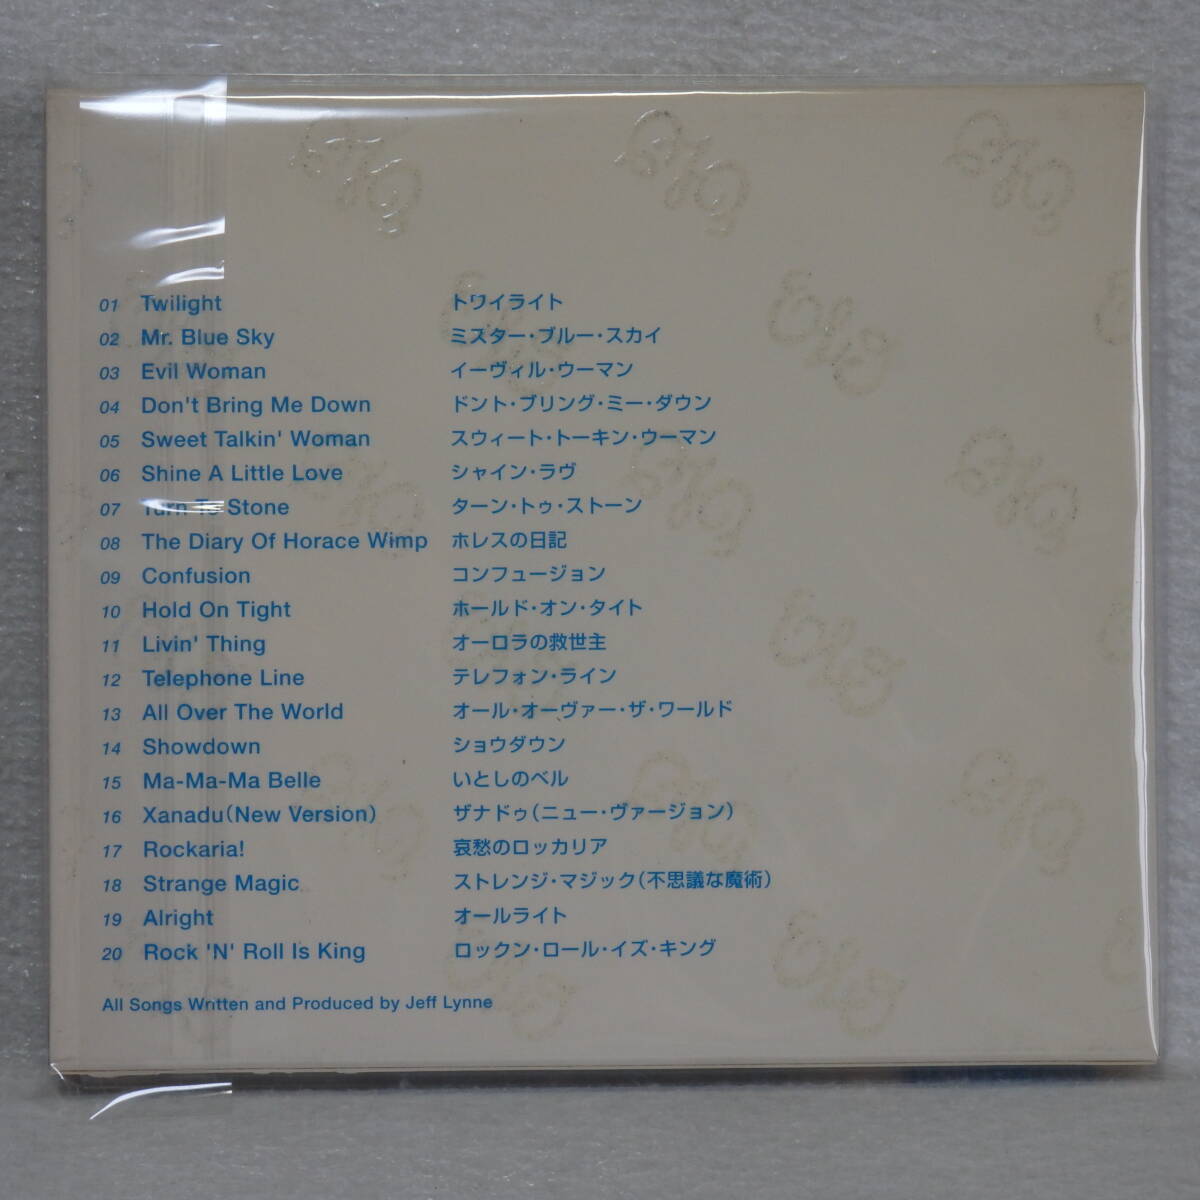 01 Twilight トワイライト
02 Mr. Blue Sky ミスター・ブルー・スカイ
03 Evil Woman イーヴィル・ウーマン
04 Don't Bring Me Down ドント・ブリング・ミー・ダウン
05 Sweet Talkin' Woman スウィート・トーキン・ウーマン
06 Shine A Little Love シャイン・ラヴ
07 Turn To Stone ターン・トゥ・ストーン
08 The Diary Of Horace Wimp ホレスの日記
09 Confusion コンフュージョン
10 Hold On Tight ホールド・オン・タイト
11 Livin' Thing オーロラの救世主
12 Telephone Line テレフォン・ライン
13 All Over The World オール・オーヴァー・ザ・ワールド
14 Showdown ショウダウン
15 Ma-Ma-Ma Belle いとしのベル
16 Xanadu(New Version) ザナドゥ(ニュー・ヴァージョン)
17 Rockaria! 哀愁のロッカリア
18 Strange Magic ストレンジ・マジック(不思議な魔術)
19 Alright オールライト
20 Rock 'N' Roll Is King ロックン・ロール・イズ・キング
All Songs Written and Produced by Jeff Lynne